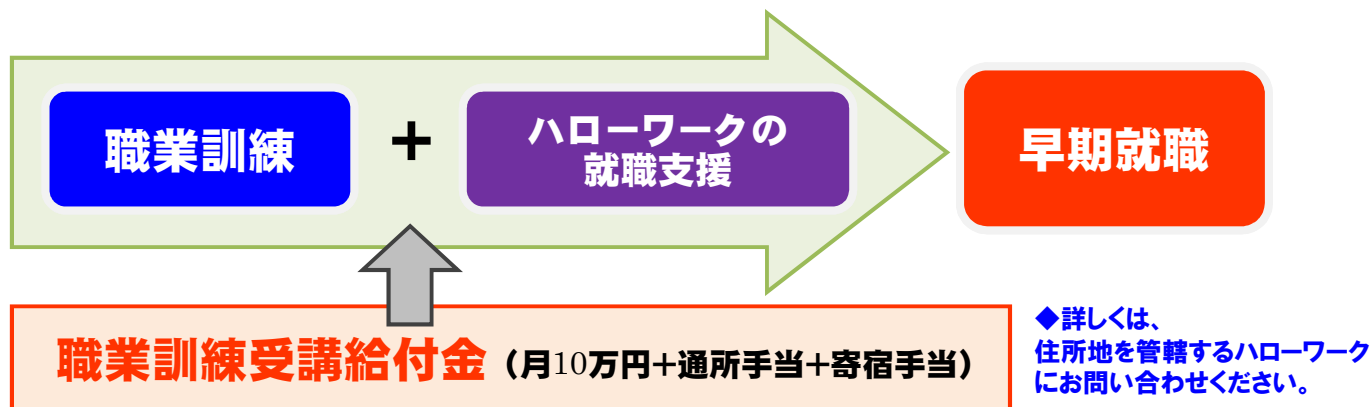 職業訓練
+
ハローワークの
就職支援
早期就職
職業訓練受講給付金（月10万円+通所手当+寄宿手当）
◆詳しくは、
住所地を管轄するハローワーク
にお問い合わせください。